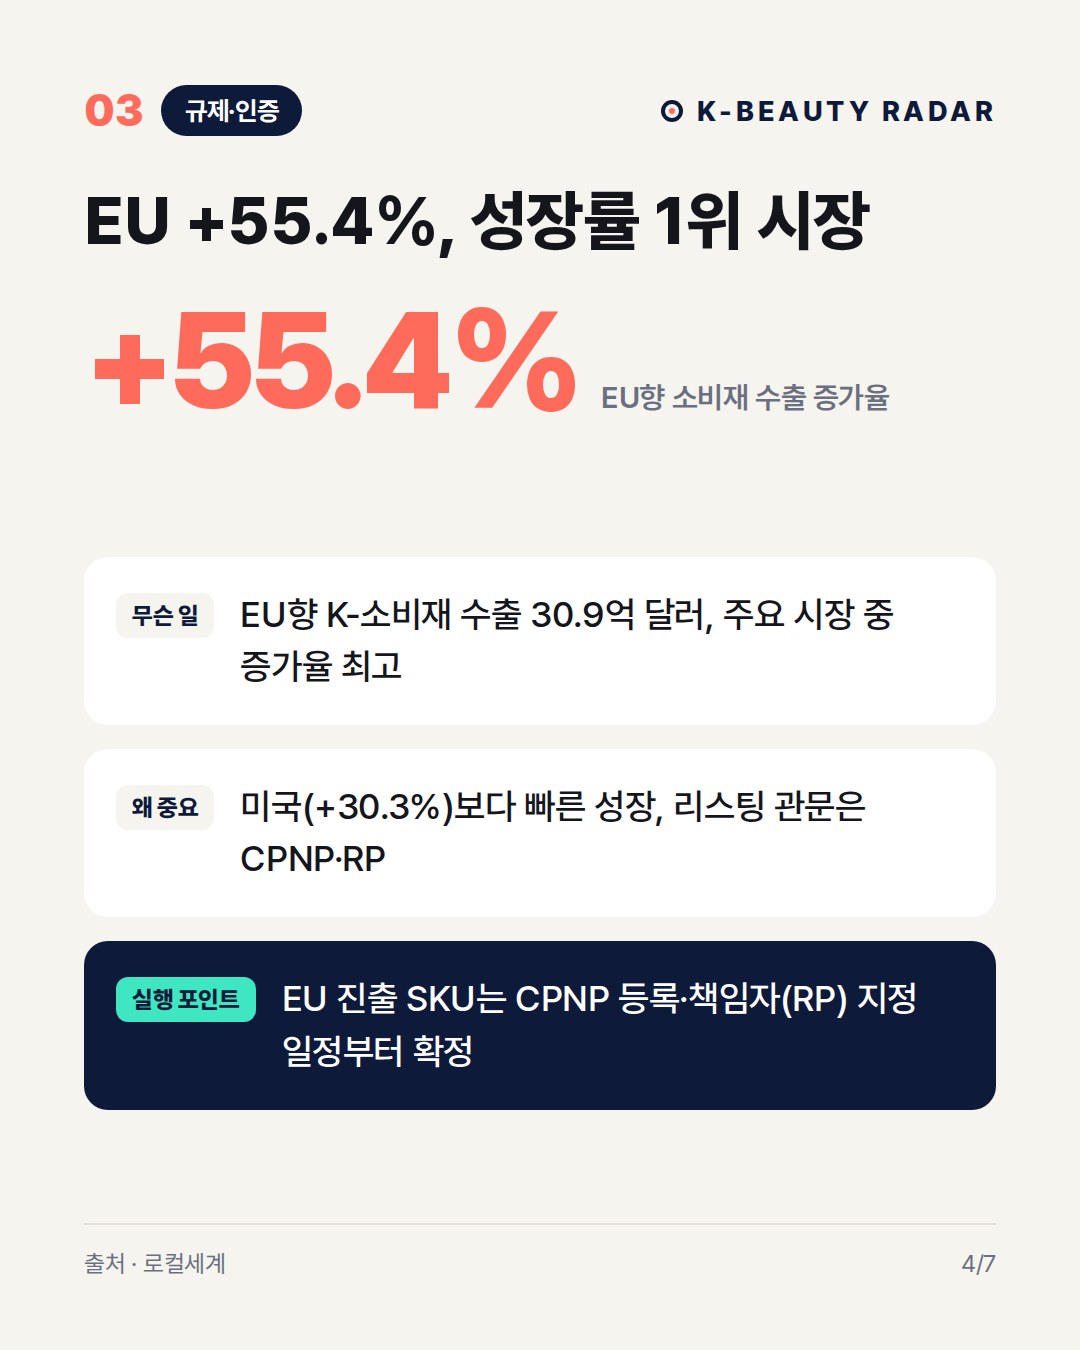 03 규제·인증
K-BEAUTY RADAR
EU +55.4%, 성장률 1위 시장
+55.4% EU향 소비재 수출 증가율
무슨 일 EU향 K-소비재 수출 30.9억 달러, 주요 시장 중
증가율 최고
왜 중요 미국(+30.3%)보다 빠른 성장, 리스팅 관문은
CPNP·RP
실행 포인트 EU 진출 SKU는 CPNP 등록·책임자(RP) 지정
일정부터 확정
출처 · 로컬세계
4/7